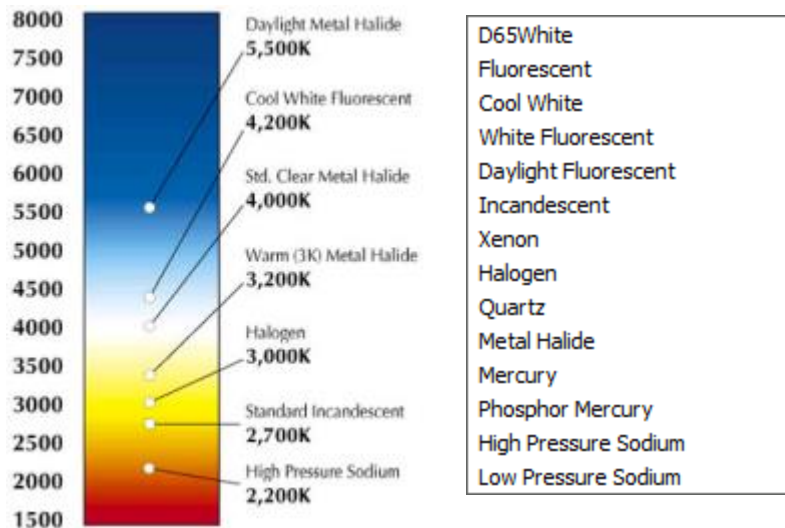 8000
7500
7000
6500
6000
5500
5000
4500
4000
3500
3000
2500
2000
1500
Daylight Metal Halide
5,500K
Cool White Fluorescent
4,200K
Std. Clear Metal Halide
4,000K
Warm (3K) Metal Halide
3,200K
Halogen
3,000K
Standard Incandescent
2,700K
High Pressure Sodium
2,200K
D65White
Fluorescent
Cool White
White Fluorescent
Daylight Fluorescent
Incandescent
Xenon
Halogen
Quartz
Metal Halide
Mercury
Phosphor Mercury
High Pressure Sodium
Low Pressure Sodium